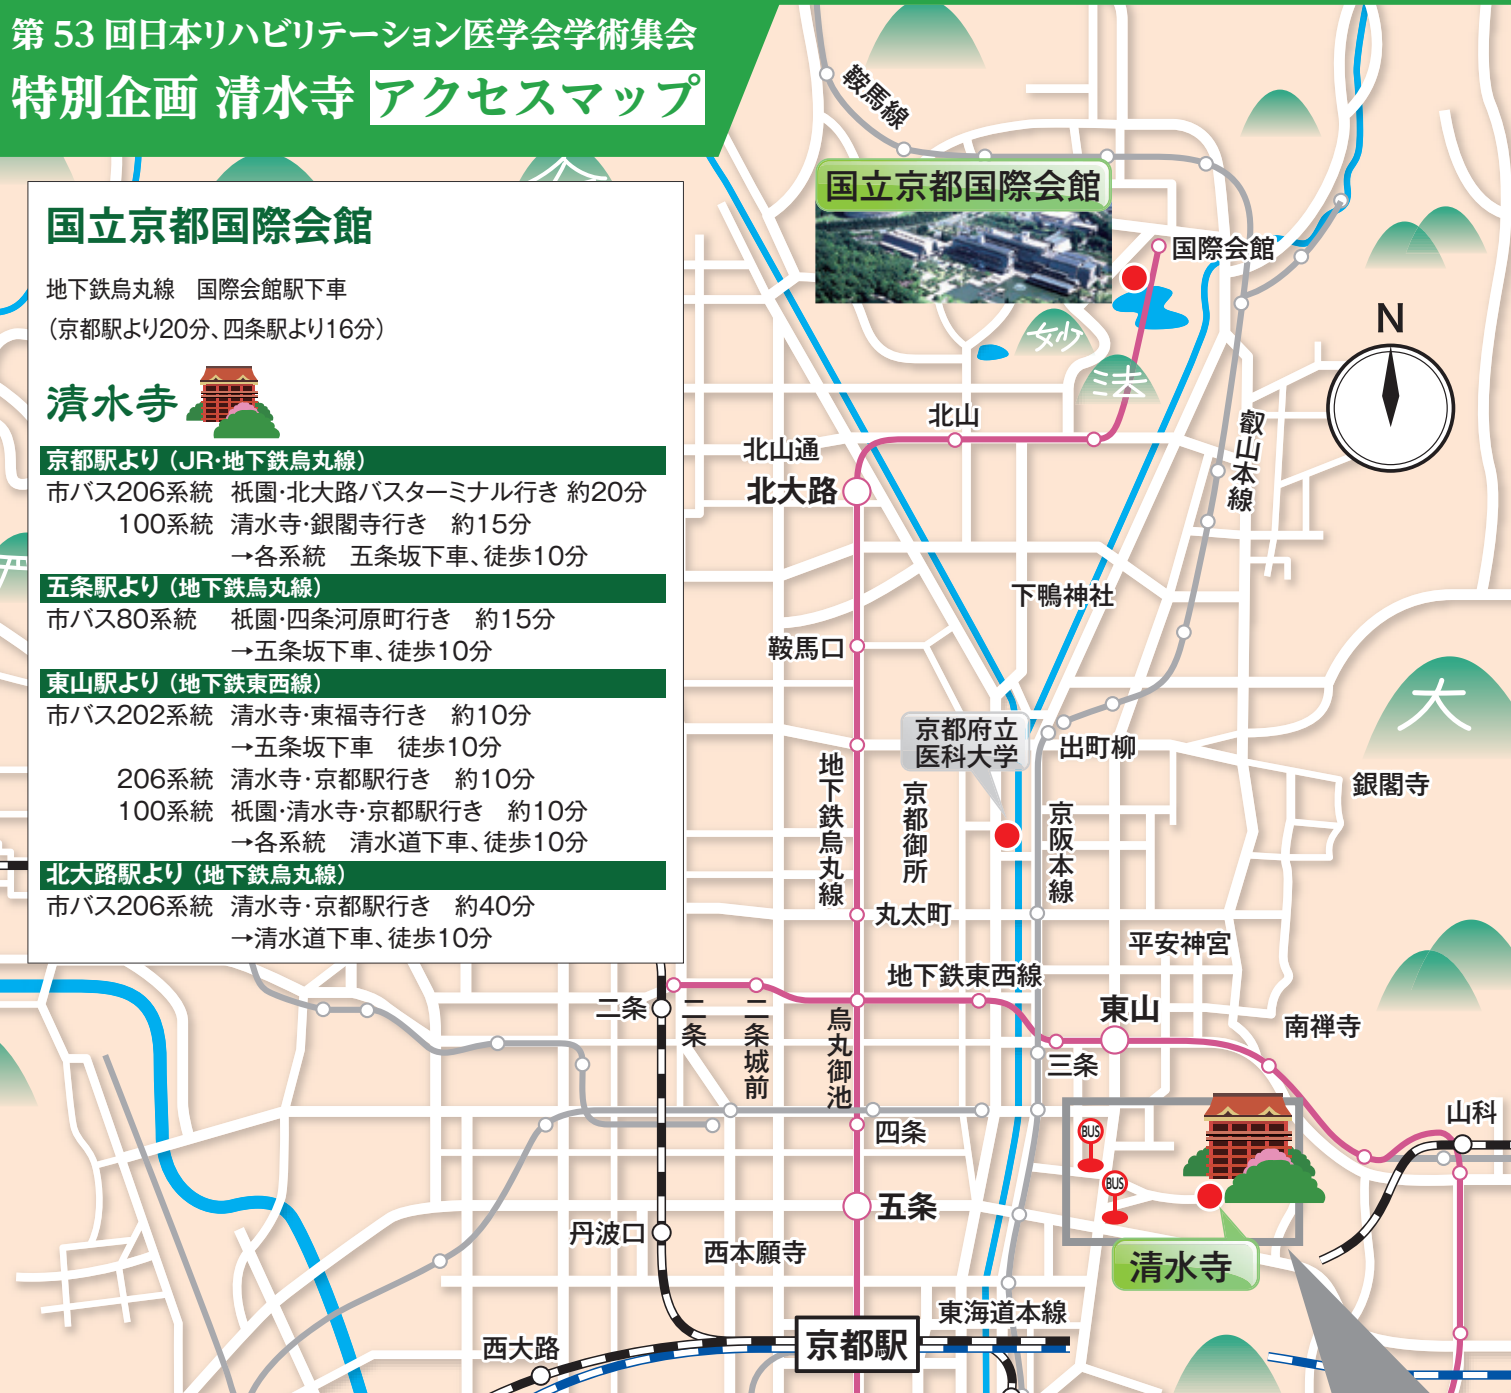 第 53 回日本リハビリテーション医学会学術集会
特別企画 清水寺 アクセスマップ
国立京都国際会館
地下鉄烏丸線 国際会館駅下車
（京都駅より20分、四条駅より16分）
清水寺
京都駅より（JR・地下鉄烏丸線）
市バス206系統 祇園・北大路バスターミナル行き 約20分
100系統 清水寺・銀閣寺行き 約15分
→各系統 五条坂下車、徒歩10分
五条駅より（地下鉄烏丸線）
市バス80系統 祇園・四条河原町行き 約15分
→五条坂下車、徒歩10分
東山駅より（地下鉄東西線）
市バス202系統 清水寺・東福寺行き 約10分
→五条坂下車 徒歩10分
206系統 清水寺・京都駅行き 約10分
100系統 祇園・清水寺・京都駅行き 約10分
→各系統 清水道下車、徒歩10分
北大路駅より（地下鉄烏丸線）
市バス206系統 清水寺・京都駅行き 約40分
→清水道下車、徒歩10分
鞍馬線
国立京都国際会館
国際会館
N
妙
法
北山
北山通
北大路
叡山本線
下鴨神社
鞍馬口
大
京都府立
医科大学
出町柳
銀閣寺
地下鉄烏丸線
京都御所
京阪本線
丸太町
平安神宮
地下鉄東西線
二条
二条
二条城前
烏丸御池
東山
南禅寺
三条
四条
山科
BUS
BUS
五条
丹波口
西本願寺
清水寺
東海道本線
京都駅
西大路